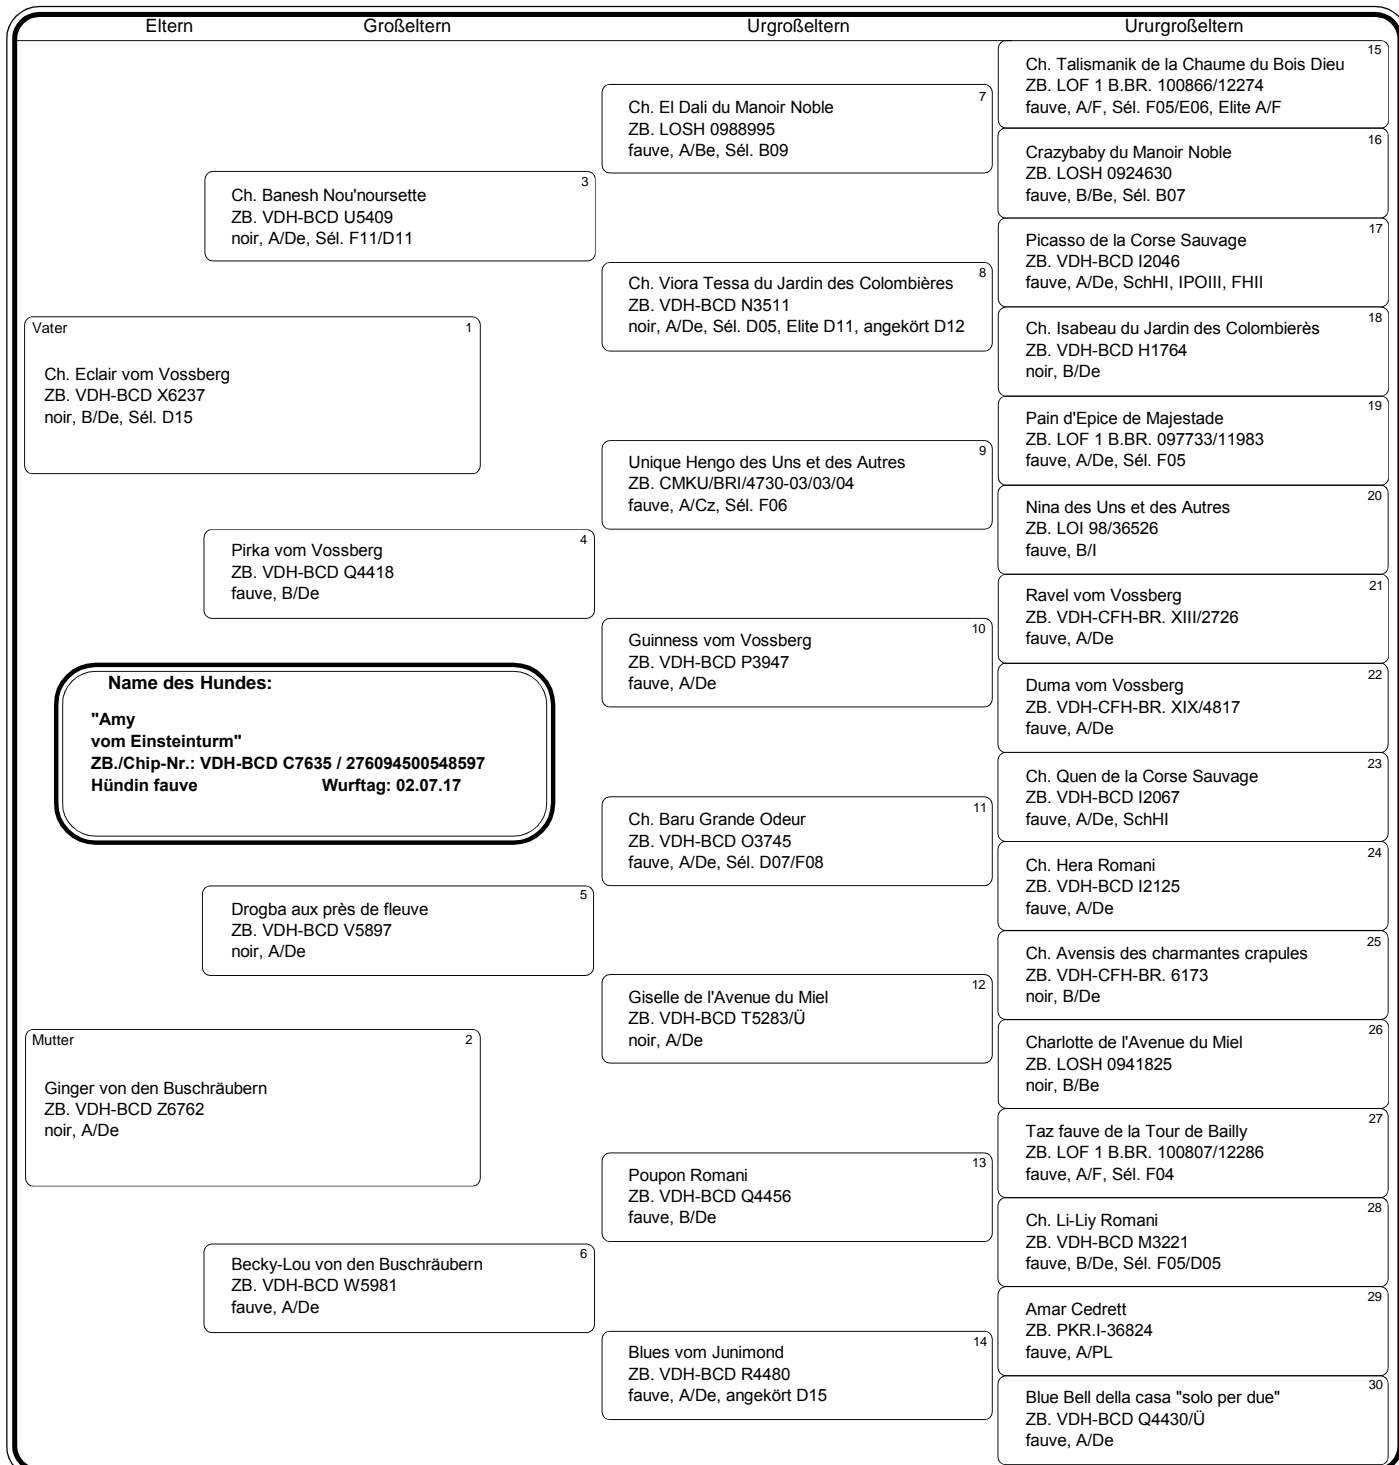 Eltern
Großeltern
Urgroßeltern
Ururgroßeltern
Vater 1
Ch. Eclair vom Vossberg
ZB. VDH-BCD X6237
noir, B/De, Sél. D15
Mutter 2
Ginger von den Buschräubern
ZB. VDH-BCD Z6762
noir, A/De
Name des Hundes:
"Amy
vom Einsteinturm"
ZB./Chip-Nr.: VDH-BCD C7635 / 276094500548597
Hündin fauve Wurftag: 02.07.17
3
Ch. Banesh Nou'noursette
ZB. VDH-BCD U5409
noir, A/De, Sél. F11/D11
4
Pirka vom Vossberg
ZB. VDH-BCD Q4418
fauve, B/De
5
Drogba aux près de fleuve
ZB. VDH-BCD V5897
noir, A/De
6
Becky-Lou von den Buschräubern
ZB. VDH-BCD W5981
fauve, A/De
7
Ch. El Dali du Manoir Noble
ZB. LOSH 0988995
fauve, A/Be, Sél. B09
8
Ch. Viora Tessa du Jardin des Colombières
ZB. VDH-BCD N3511
noir, A/De, Sél. D05, Elite D11, angekört D12
9
Unique Hengo des Uns et des Autres
ZB. CMKU/BRI/4730-03/03/04
fauve, A/Cz, Sél. F06
10
Guinness vom Vossberg
ZB. VDH-BCD P3947
fauve, A/De
11
Ch. Baru Grande Odeur
ZB. VDH-BCD O3745
fauve, A/De, Sél. D07/F08
12
Giselle de l'Avenue du Miel
ZB. VDH-BCD T5283/Ü
noir, A/De
13
Poupon Romani
ZB. VDH-BCD Q4456
fauve, B/De
14
Blues vom Junimond
ZB. VDH-BCD R4480
fauve, A/De, angekört D15
15
Ch. Talismanik de la Chaume du Bois Dieu
ZB. LOF 1 B.BR. 100866/12274
fauve, A/F, Sél. F05/E06, Elite A/F
16
Crazybaby du Manoir Noble
ZB. LOSH 0924630
fauve, B/Be, Sél. B07
17
Picasso de la Corse Sauvage
ZB. VDH-BCD I2046
fauve, A/De, SchHI, IPOIII, FHII
18
Ch. Isabeau du Jardin des Colombierès
ZB. VDH-BCD H1764
noir, B/De
19
Pain d'Epice de Majestade
ZB. LOF 1 B.BR. 097733/11983
fauve, A/De, Sél. F05
20
Nina des Uns et des Autres
ZB. LOI 98/36526
fauve, B/I
21
Ravel vom Vossberg
ZB. VDH-CFH-BR. XIII/2726
fauve, A/De
22
Duma vom Vossberg
ZB. VDH-CFH-BR. XIX/4817
fauve, A/De
23
Ch. Quen de la Corse Sauvage
ZB. VDH-BCD I2067
fauve, A/De, SchHI
24
Ch. Hera Romani
ZB. VDH-BCD I2125
fauve, A/De
25
Ch. Avensis des charmantes crapules
ZB. VDH-CFH-BR. 6173
noir, B/De
26
Charlotte de l'Avenue du Miel
ZB. LOSH 0941825
noir, B/Be
27
Taz fauve de la Tour de Bailly
ZB. LOF 1 B.BR. 100807/12286
fauve, A/F, Sél. F04
28
Ch. Li-Liy Romani
ZB. VDH-BCD M3221
fauve, B/De, Sél. F05/D05
29
Amar Cedrett
ZB. PKR.I-36824
fauve, A/PL
30
Blue Bell della casa "solo per due"
ZB. VDH-BCD Q4430/Ü
fauve, A/De